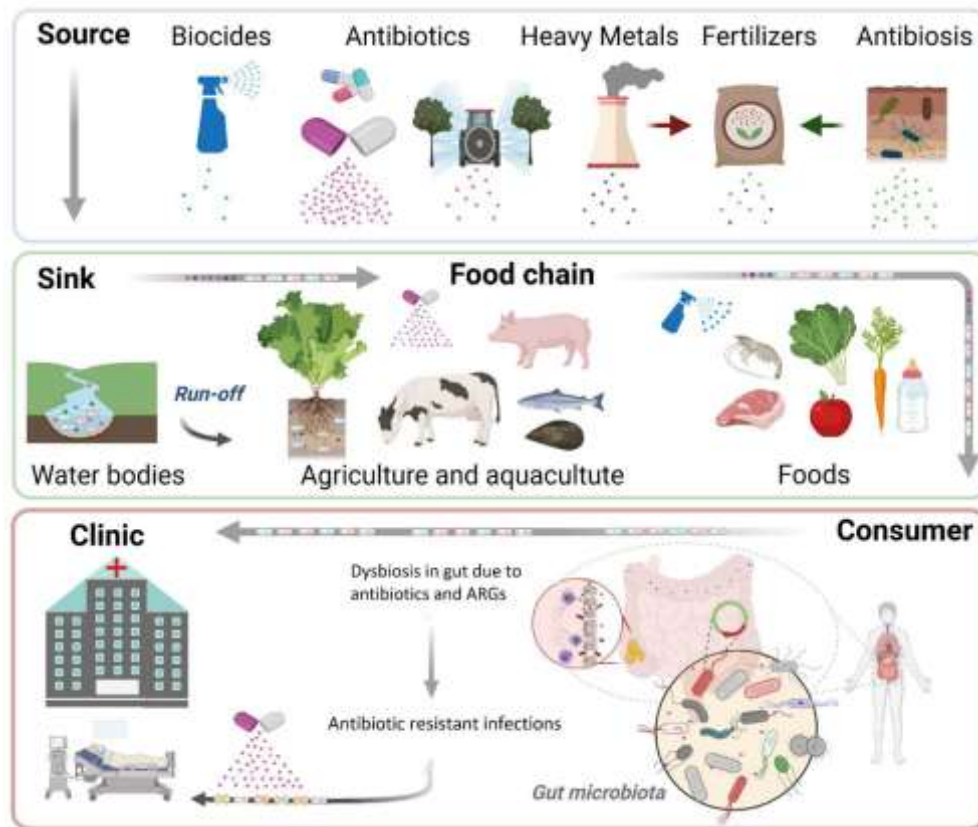 Source
Biocides
Antibiotics
Heavy Metals
Fertilizers
Antibiosis
Sink
Food chain
Run-off
Water bodies
Agriculture and aquacultute
Foods
Clinic
Consumer
Dysbiosis in gut due to
antibiotics and ARGs
Antibiotic resistant infections
Gut microbiota